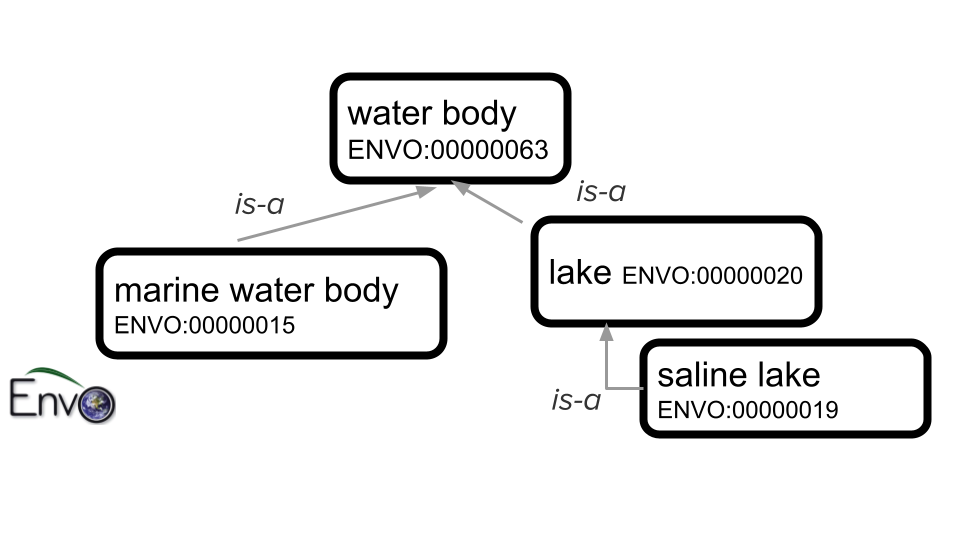 water body
ENVO:00000063
is-a
is-a
marine water body
ENVO:00000015
lake ENVO:00000020
saline lake
ENVO:00000019
is-a
EnvO